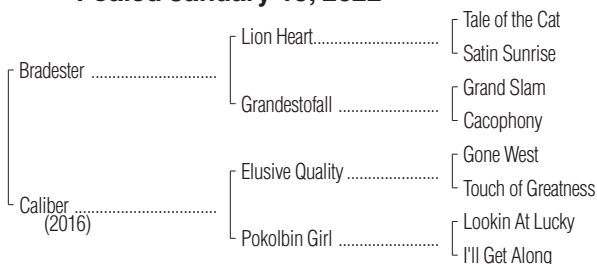 Foaled January 2022
Tale of the Cat
Lion Heart....................................
Satin Sunrise
Bradester ....................................
Grand Slam
Grandestofall .............................
Cacophony
Gone West
Elusive Quality ..........................
Touch of Greatness
Caliber .........................................
(2016)
Lookin At Lucky
Pokolbin Girl .............................
I'll Get Along